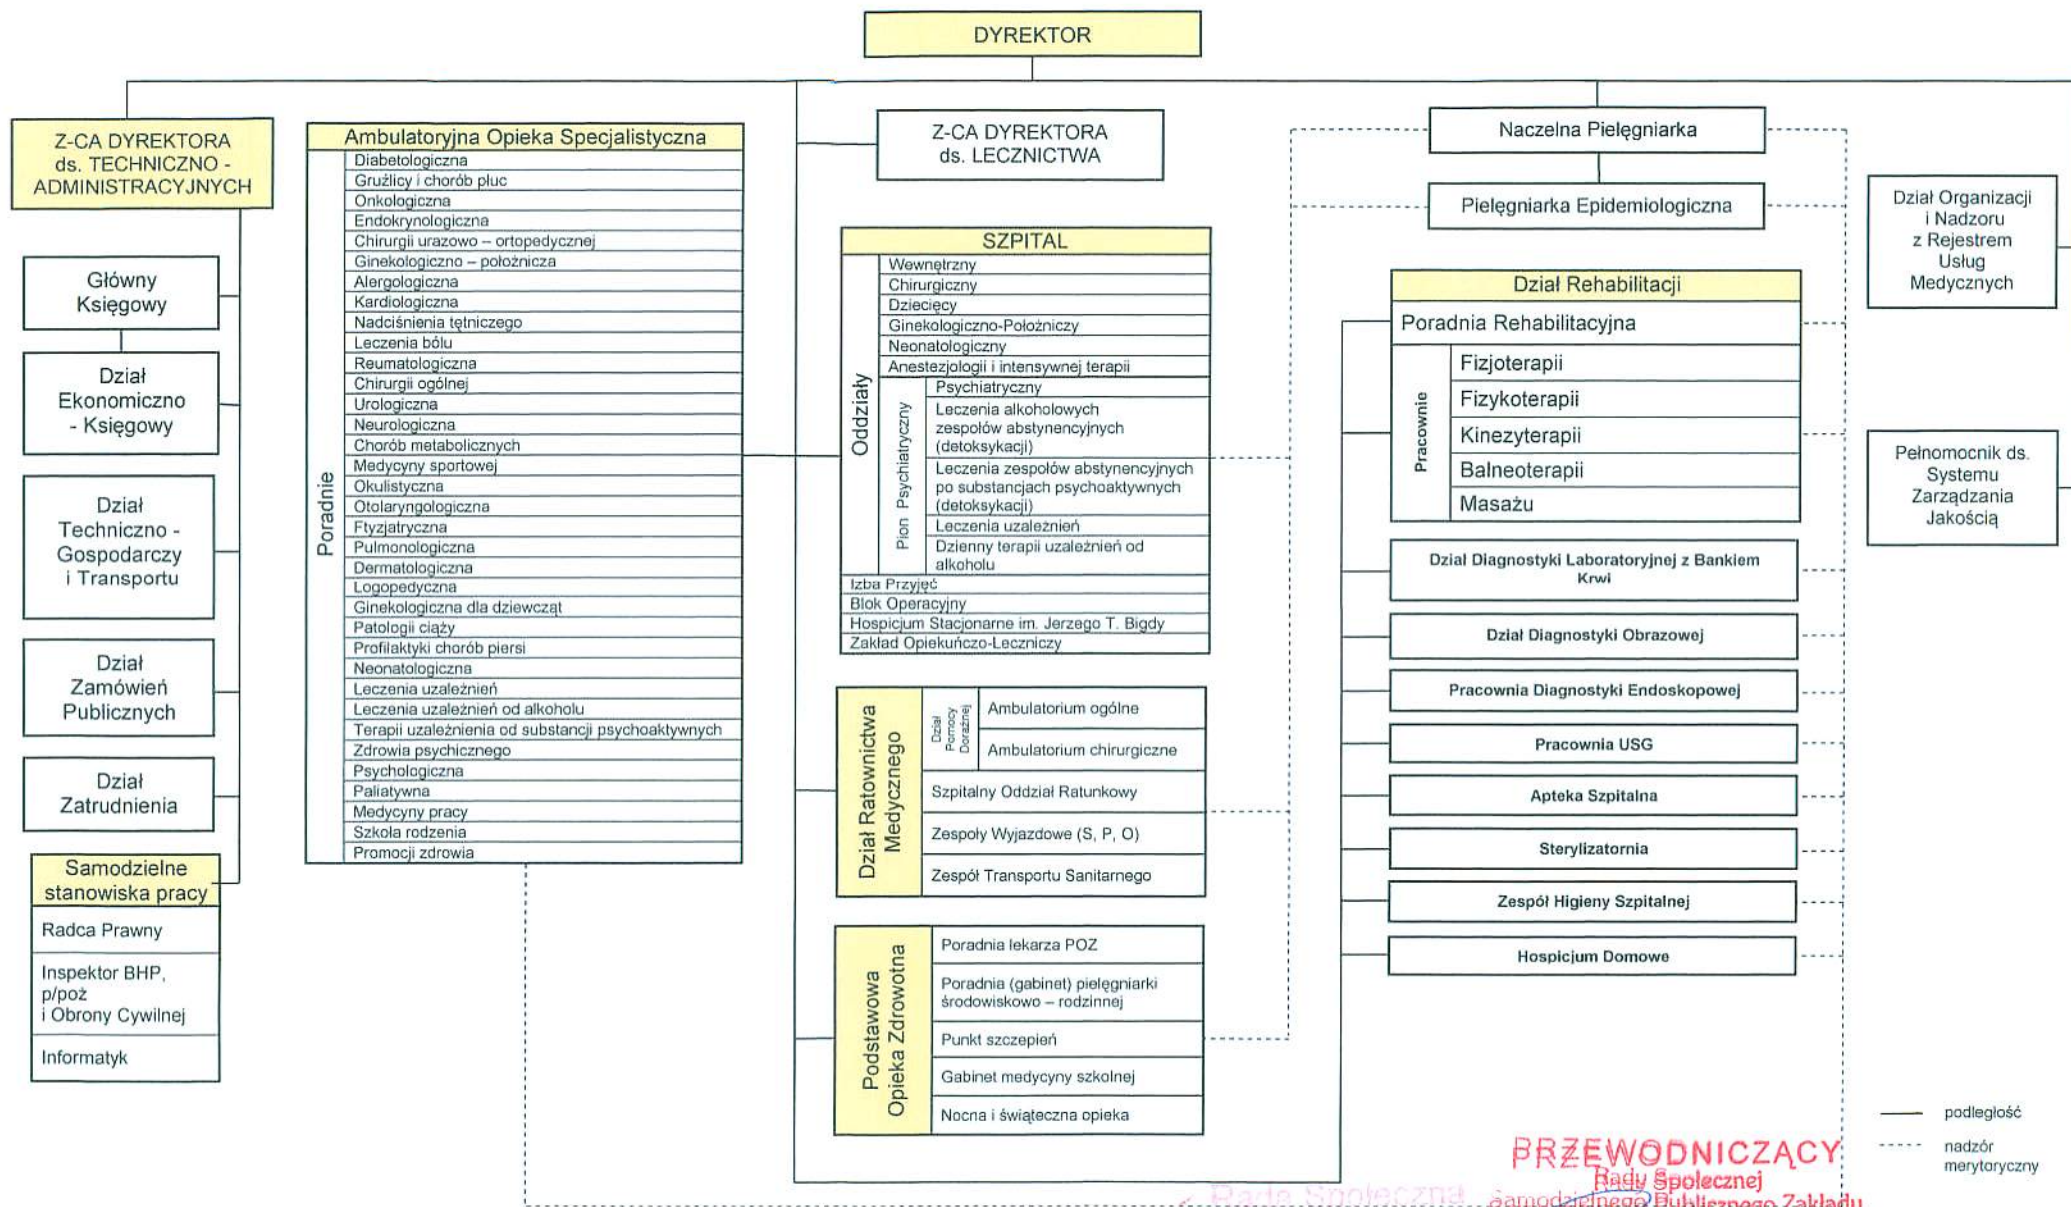 DYREKTOR
Z-CA DYREKTORA
ds. TECHNICZNO -
ADMINISTRACYJNYCH
Główny
Księgowy
Dział
Ekonomiczno
- Księgowy
Dział
Techniczno -
Gospodarczy
i Transportu
Dział
Zamówień
Publicznych
Dział
Zatrudnienia
Samodzielne
stanowiska pracy
Radca Prawny
Inspektor BHP,
p/poż
i Obrony Cywilnej
Informatyk
Ambulatoryjna Opieka Specjalistyczna
Poradnie
Diabetologiczna
Gruźlicy i chorób płuc
Onkologiczna
Endokrynologiczna
Chirurgii urazowo – ortopedycznej
Ginekologiczno – położnicza
Alergologiczna
Kardiologiczna
Nadciśnienia tętniczego
Leczenia bólu
Reumatologiczna
Chirurgii ogólnej
Urologiczna
Neurologiczna
Chorób metabolicznych
Medycyny sportowej
Okulistyczna
Otolaryngologiczna
Ftyzjatryczna
Pulmonologiczna
Dermatologiczna
Logopedyczna
Ginekologiczna dla dziewcząt
Patologii ciąży
Profilaktyki chorób piersi
Neonatologiczna
Leczenia uzależnień
Leczenia uzależnień od alkoholu
Terapii uzależnienia od substancji psychoaktywnych
Zdrowia psychicznego
Psychologiczna
Paliatywna
Medycyny pracy
Szkoła rodzenia
Promocji zdrowia
Z-CA DYREKTORA
ds. LECZNICTWA
SZPITAL
Oddziały
Wewnętrzny
Chirurgiczny
Dziecięcy
Ginekologiczno-Położniczy
Neonatologiczny
Anestezjologii i intensywnej terapii
Pion Psychiatryczny
Psychiatryczny
Leczenia alkoholowych
zespołów abstynencyjnych
(detoksykacji)
Leczenia zespołów abstynencyjnych
po substancjach psychoaktywnych
(detoksykacji)
Leczenia uzależnień
Dzienny terapii uzależnień od
alkoholu
Izba Przyjęć
Blok Operacyjny
Hospicjum Stacjonarne im. Jerzego T. Bigdy
Zakład Opiekuńczo-Leczniczy
Dział Ratownictwa
Medycznego
Dział
Pomocy
Doraźnej
Ambulatorium ogólne
Ambulatorium chirurgiczne
Szpitalny Oddział Ratunkowy
Zespoły Wyjazdowe (S, P, O)
Zespół Transportu Sanitarnego
Podstawowa
Opieka Zdrowotna
Poradnia lekarza POZ
Poradnia (gabinet) pielęgniarki
środowiskowo – rodzinnej
Punkt szczepień
Gabinet medycyny szkolnej
Nocna i świąteczna opieka
Naczelna Pielęgniarka
Pielęgniarka Epidemiologiczna
Dział Rehabilitacji
Poradnia Rehabilitacyjna
Pracownie
Fizjoterapii
Fizykoterapii
Kinezyterapii
Balneoterapii
Masażu
Dział Diagnostyki Laboratoryjnej z Bankiem
Krwi
Dział Diagnostyki Obrazowej
Pracownia Diagnostyki Endoskopowej
Pracownia USG
Apteka Szpitalna
Sterylizatornia
Zespół Higieny Szpitalnej
Hospicjum Domowe
Dział Organizacji
i Nadzoru
z Rejestrem
Usług
Medycznych
Pełnomocnik ds.
Systemu
Zarządzania
Jakością
podległość
nadzór
merytoryczny
PRZEWODNICZĄCY
Rady Społecznej
Samodzielnego Publicznego Zakładu
Rada Społeczna